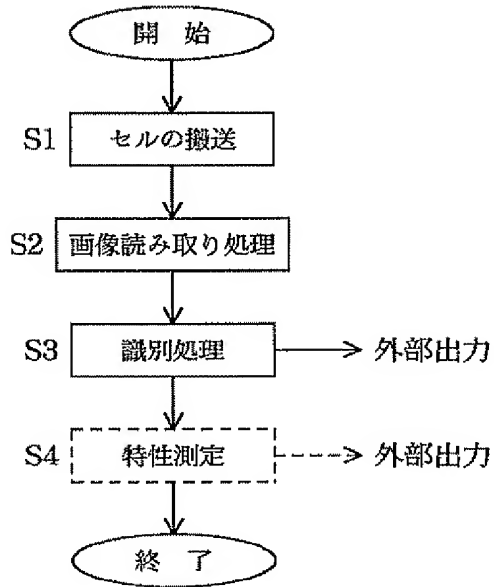 開 始
S1 セルの搬送
S2 画像読み取り処理
S3 識別処理 外部出力
S4 特性測定 外部出力
終 了